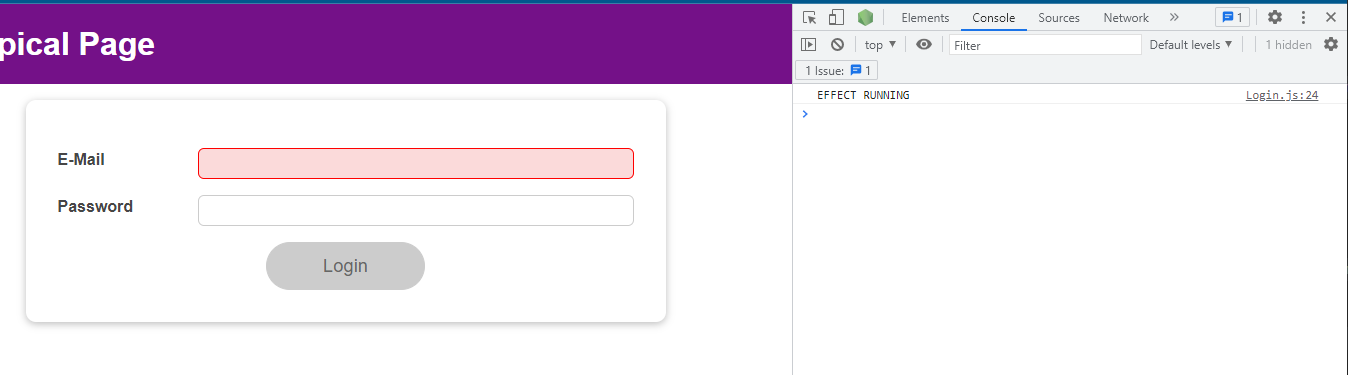 pical Page
E-Mail
Password
Login
Elements Console Sources Network » 1
top ▼ Filter Default levels ▼ 1 hidden
1 Issue: 1
EFFECT RUNNING Login.js:24